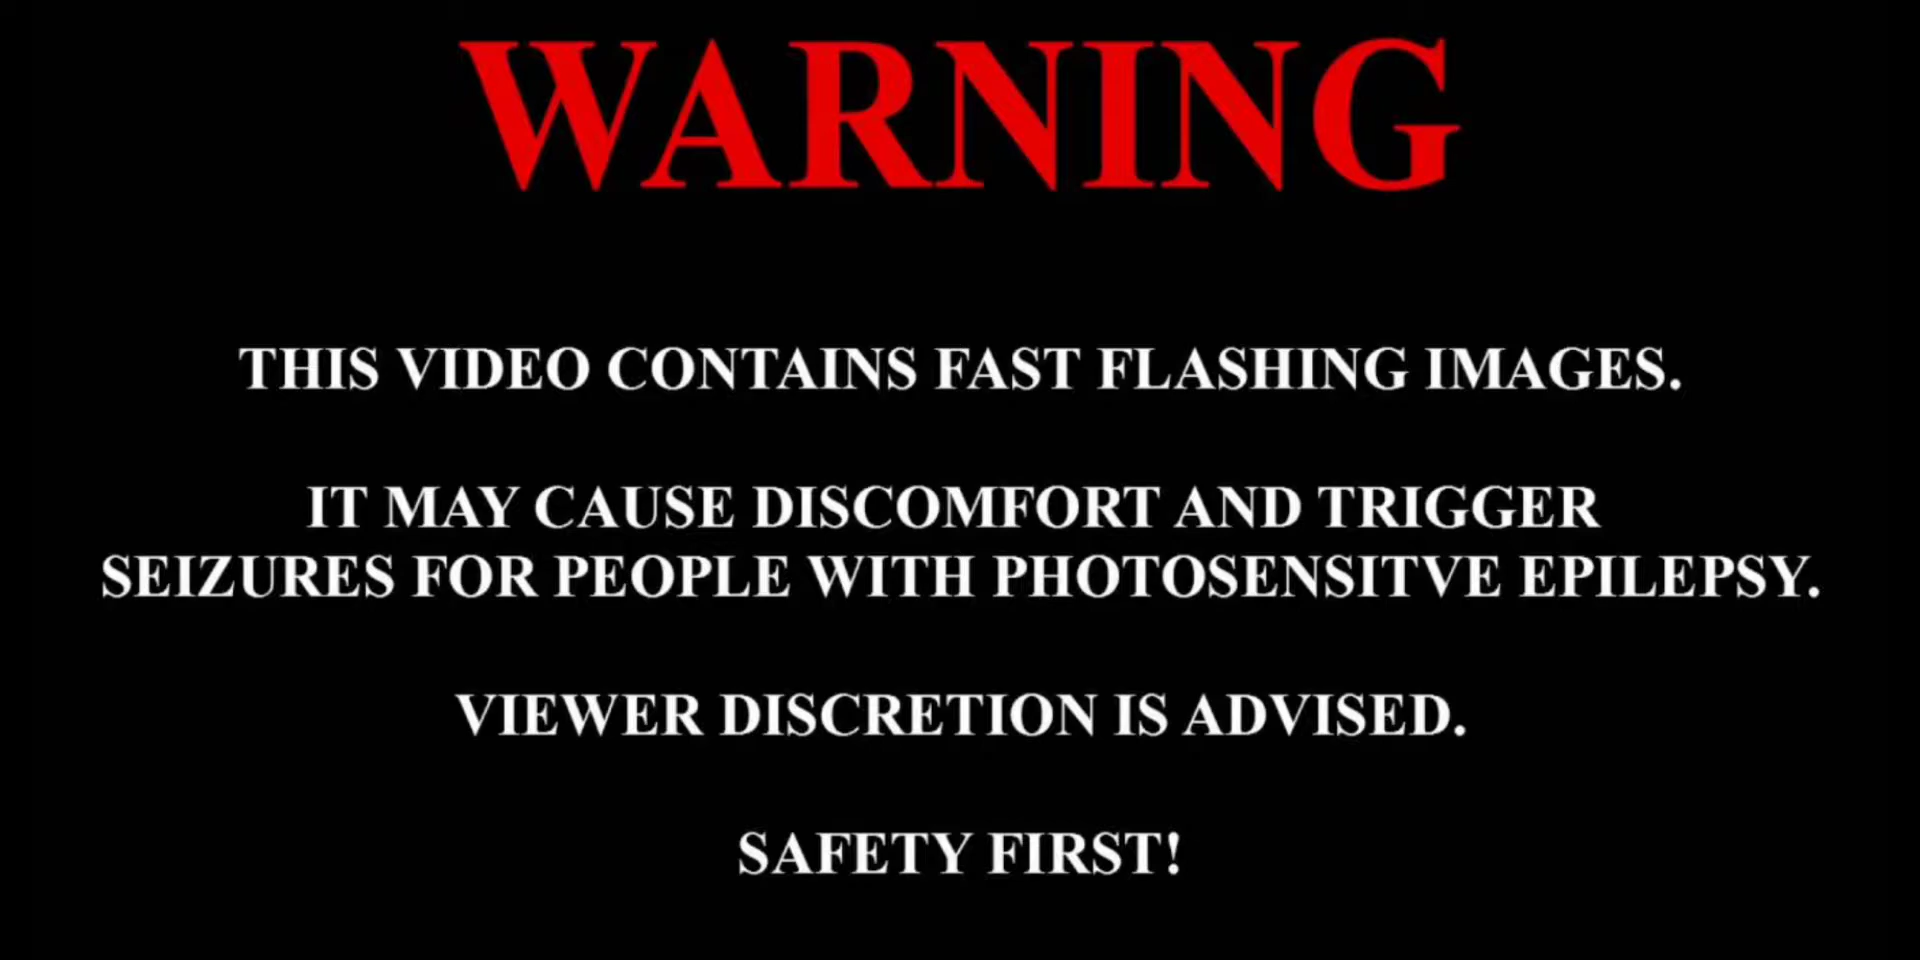 WARNING
THIS VIDEO CONTAINS FAST FLASHING IMAGES.
IT MAY CAUSE DISCOMFORT AND TRIGGER
SEIZURES FOR PEOPLE WITH PHOTOSENSITVE EPILEPSY.
VIEWER DISCRETION IS ADVISED.
SAFETY FIRST!